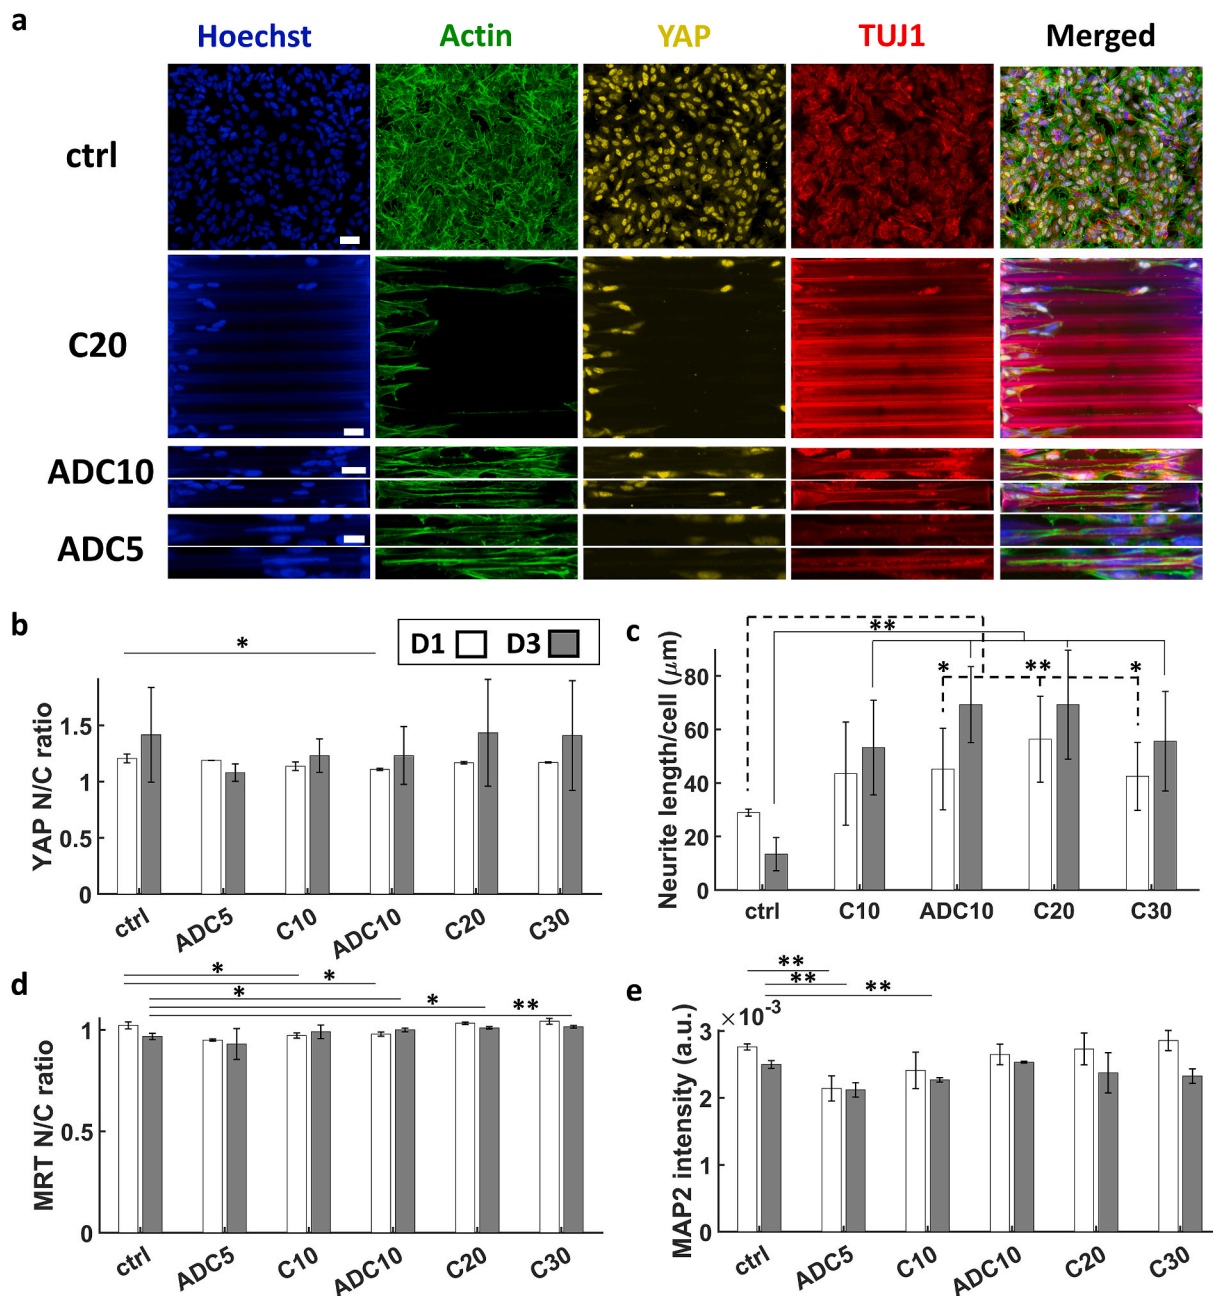 a
Hoechst Actin YAP TUJ1 Merged
ctrl
C20
ADC10
ADC5
b
D1 D3
*
YAP N/C ratio
1.5
1
0.5
0
ctrl ADC5 C10 ADC10 C20 C30
c
**
* ** *
Neurite length/cell (μm)
80
60
40
20
0
ctrl C10 ADC10 C20 C30
d
*
*
*
*
**
MRT N/C ratio
1
0.5
0
ctrl ADC5 C10 ADC10 C20 C30
e
**
**
**
×10-3
MAP2 intensity (a.u.)
3
2
1
0
ctrl ADC5 C10 ADC10 C20 C30